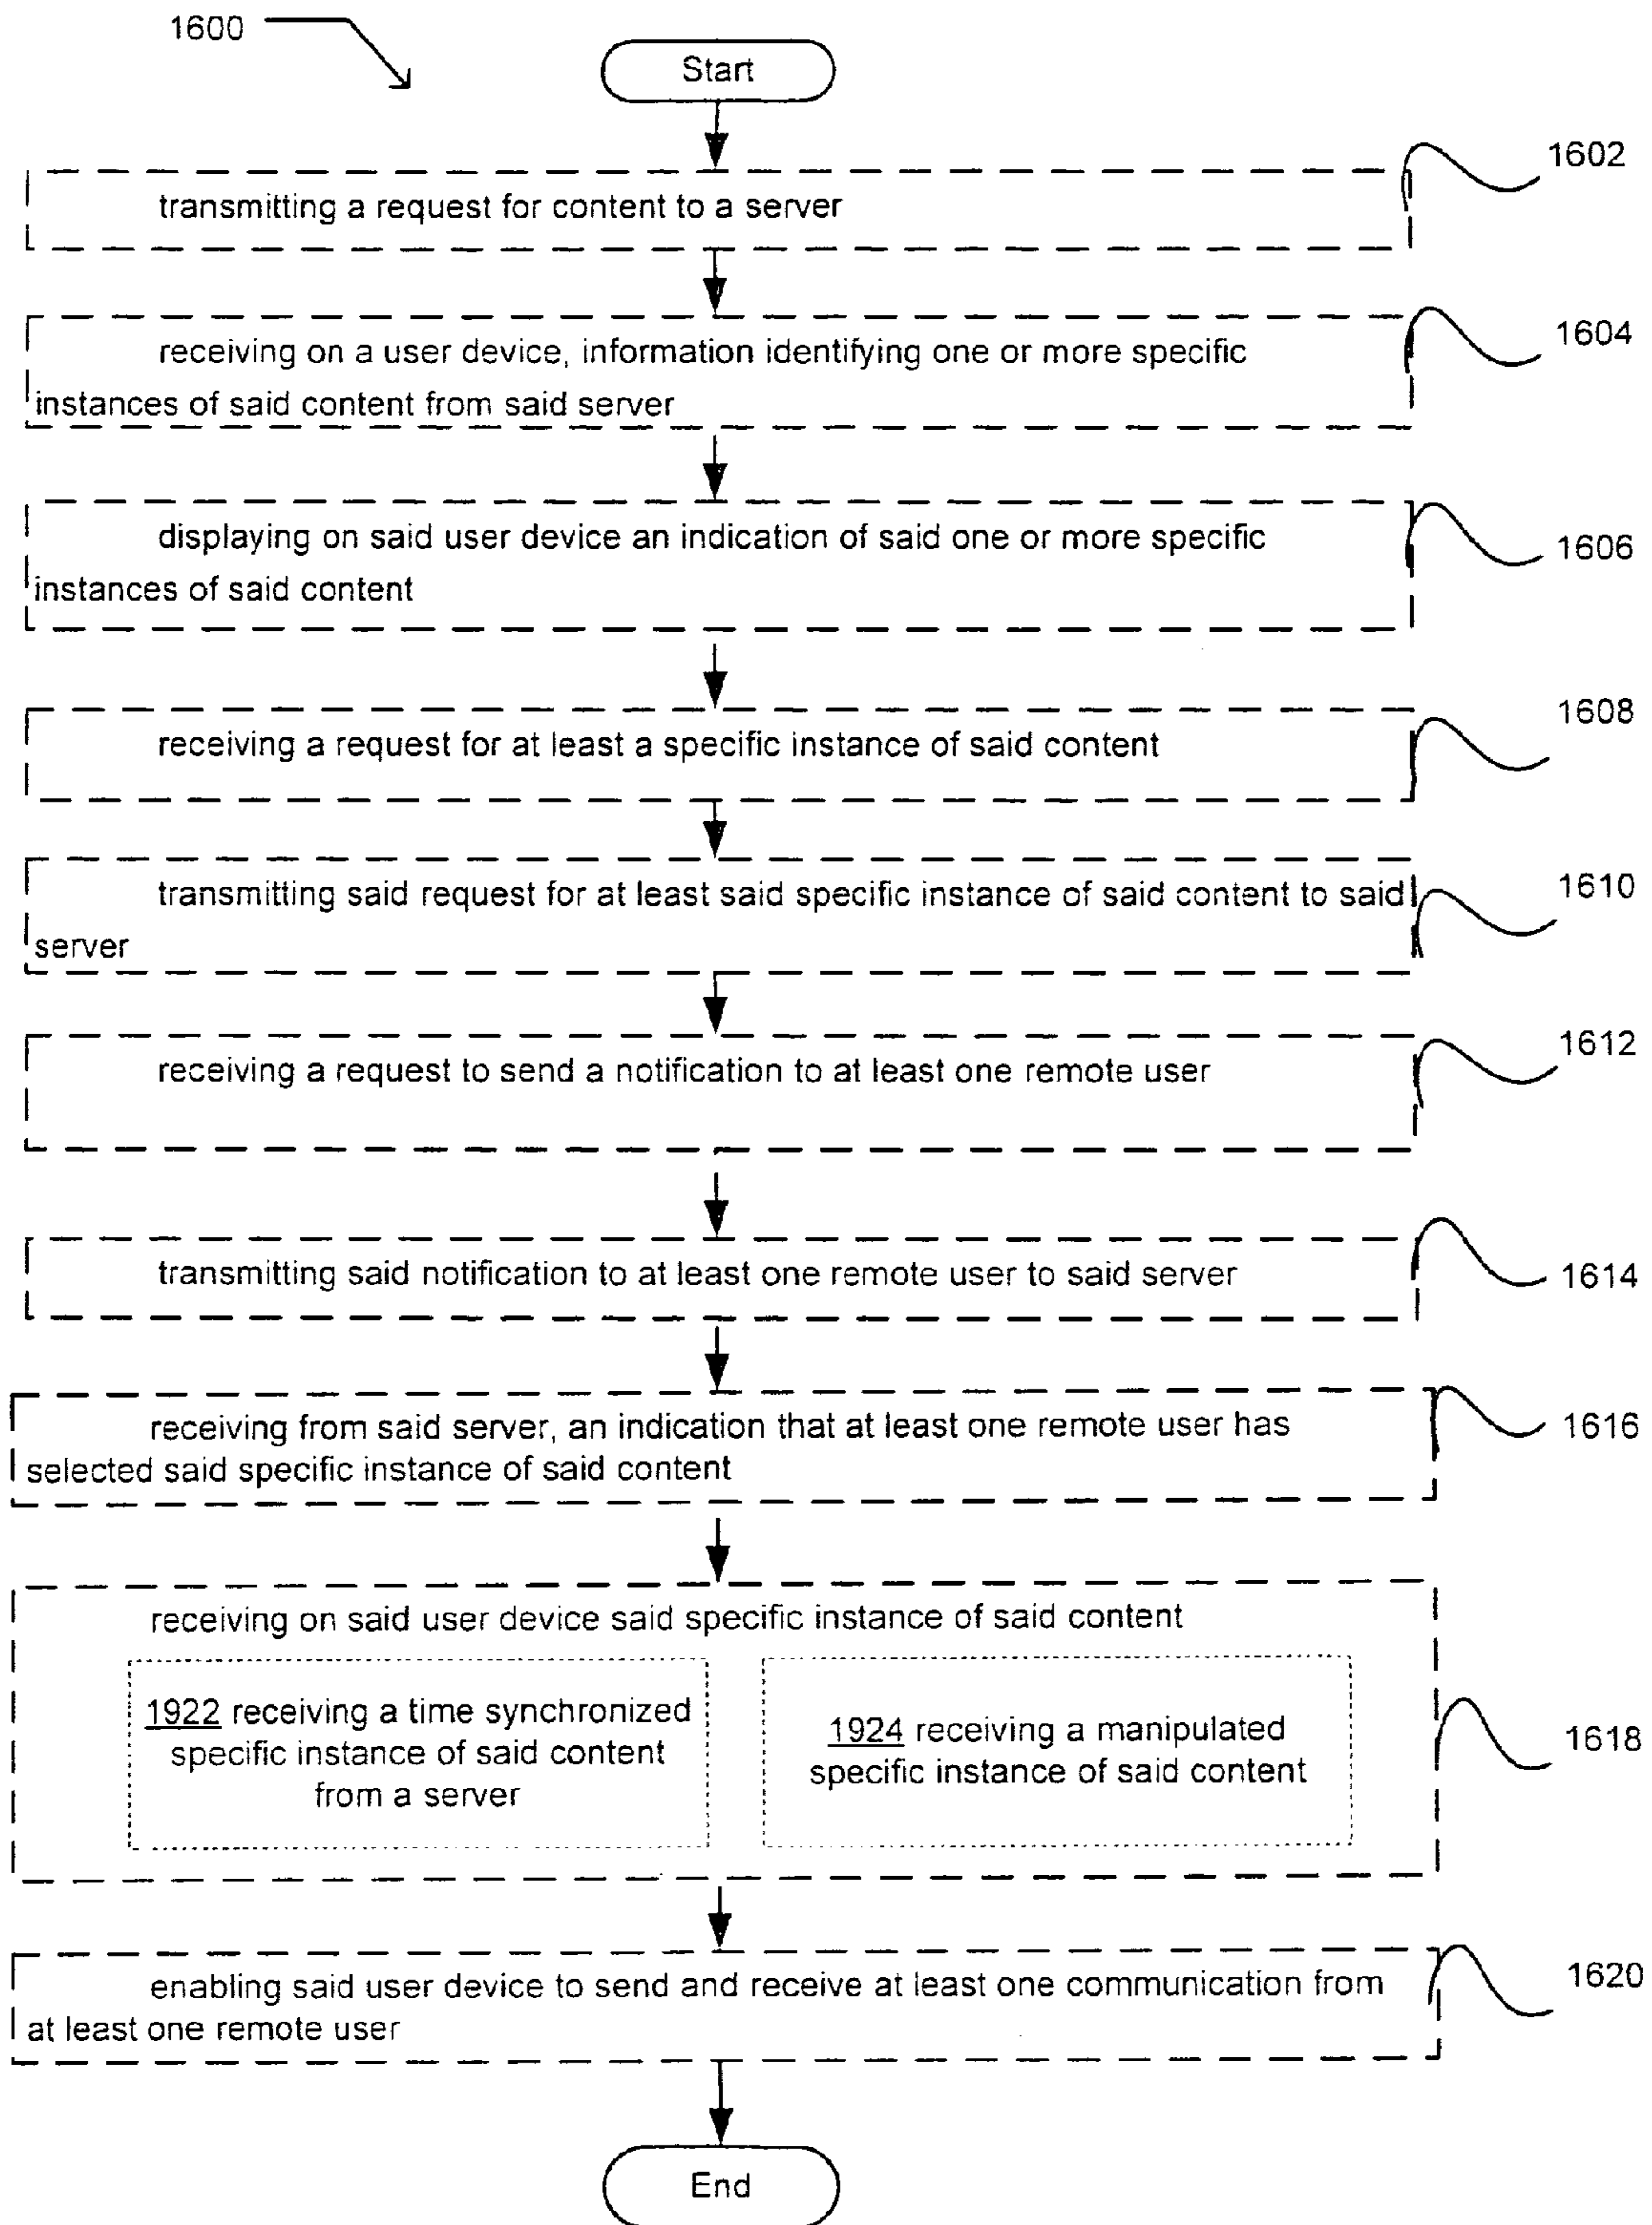 1600
Start
1602
transmitting a request for content to a server
1604
receiving on a user device, information identifying one or more specific
instances of said content from said server
1606
displaying on said user device an indication of said one or more specific
instances of said content
1608
receiving a request for at least a specific instance of said content
1610
transmitting said request for at least said specific instance of said content to said
server
1612
receiving a request to send a notification to at least one remote user
1614
transmitting said notification to at least one remote user to said server
1616
receiving from said server, an indication that at least one remote user has
selected said specific instance of said content
receiving on said user device said specific instance of said content
1922 receiving a time synchronized
specific instance of said content
from a server
1924 receiving a manipulated
specific instance of said content
1618
1620
enabling said user device to send and receive at least one communication from
at least one remote user
End